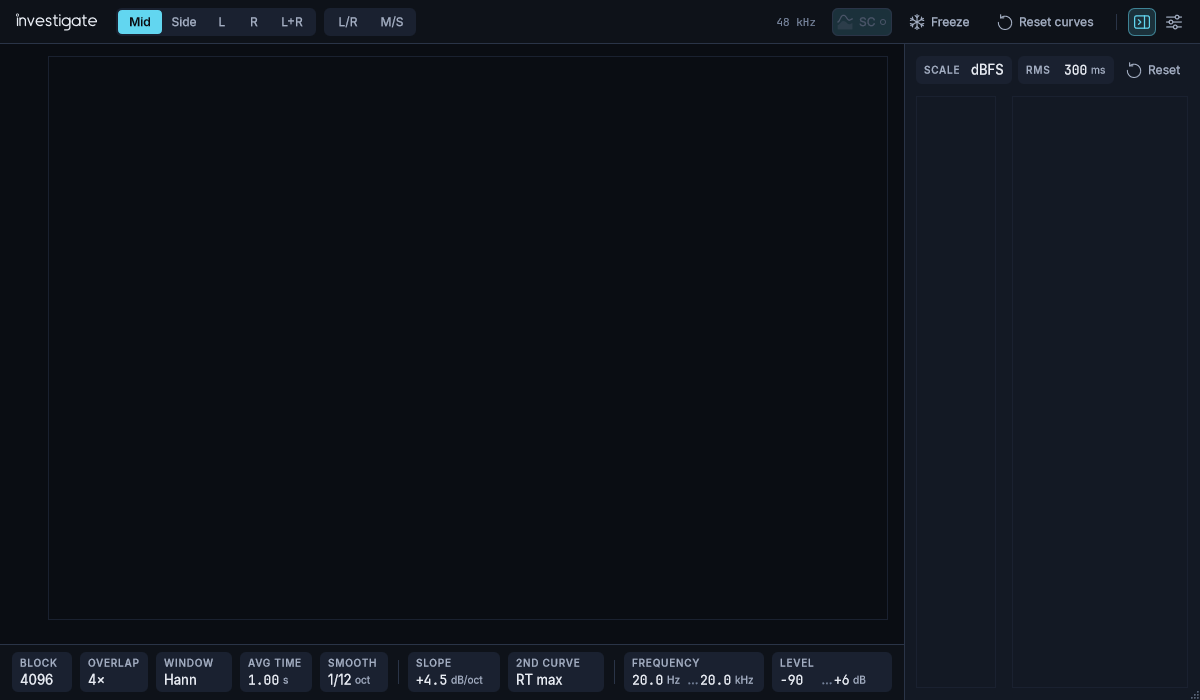 investigate Mid Side L R L+R L/R M/S 48 kHz SC Freeze Reset curves
SCALE dBFS RMS 300 ms Reset
BLOCK OVERLAP WINDOW AVG TIME SMOOTH SLOPE 2ND CURVE FREQUENCY LEVEL
4096 4× Hann 1.00 s 1/12 oct +4.5 dB/oct RT max 20.0 Hz ...20.0 kHz -90 ...+6 dB